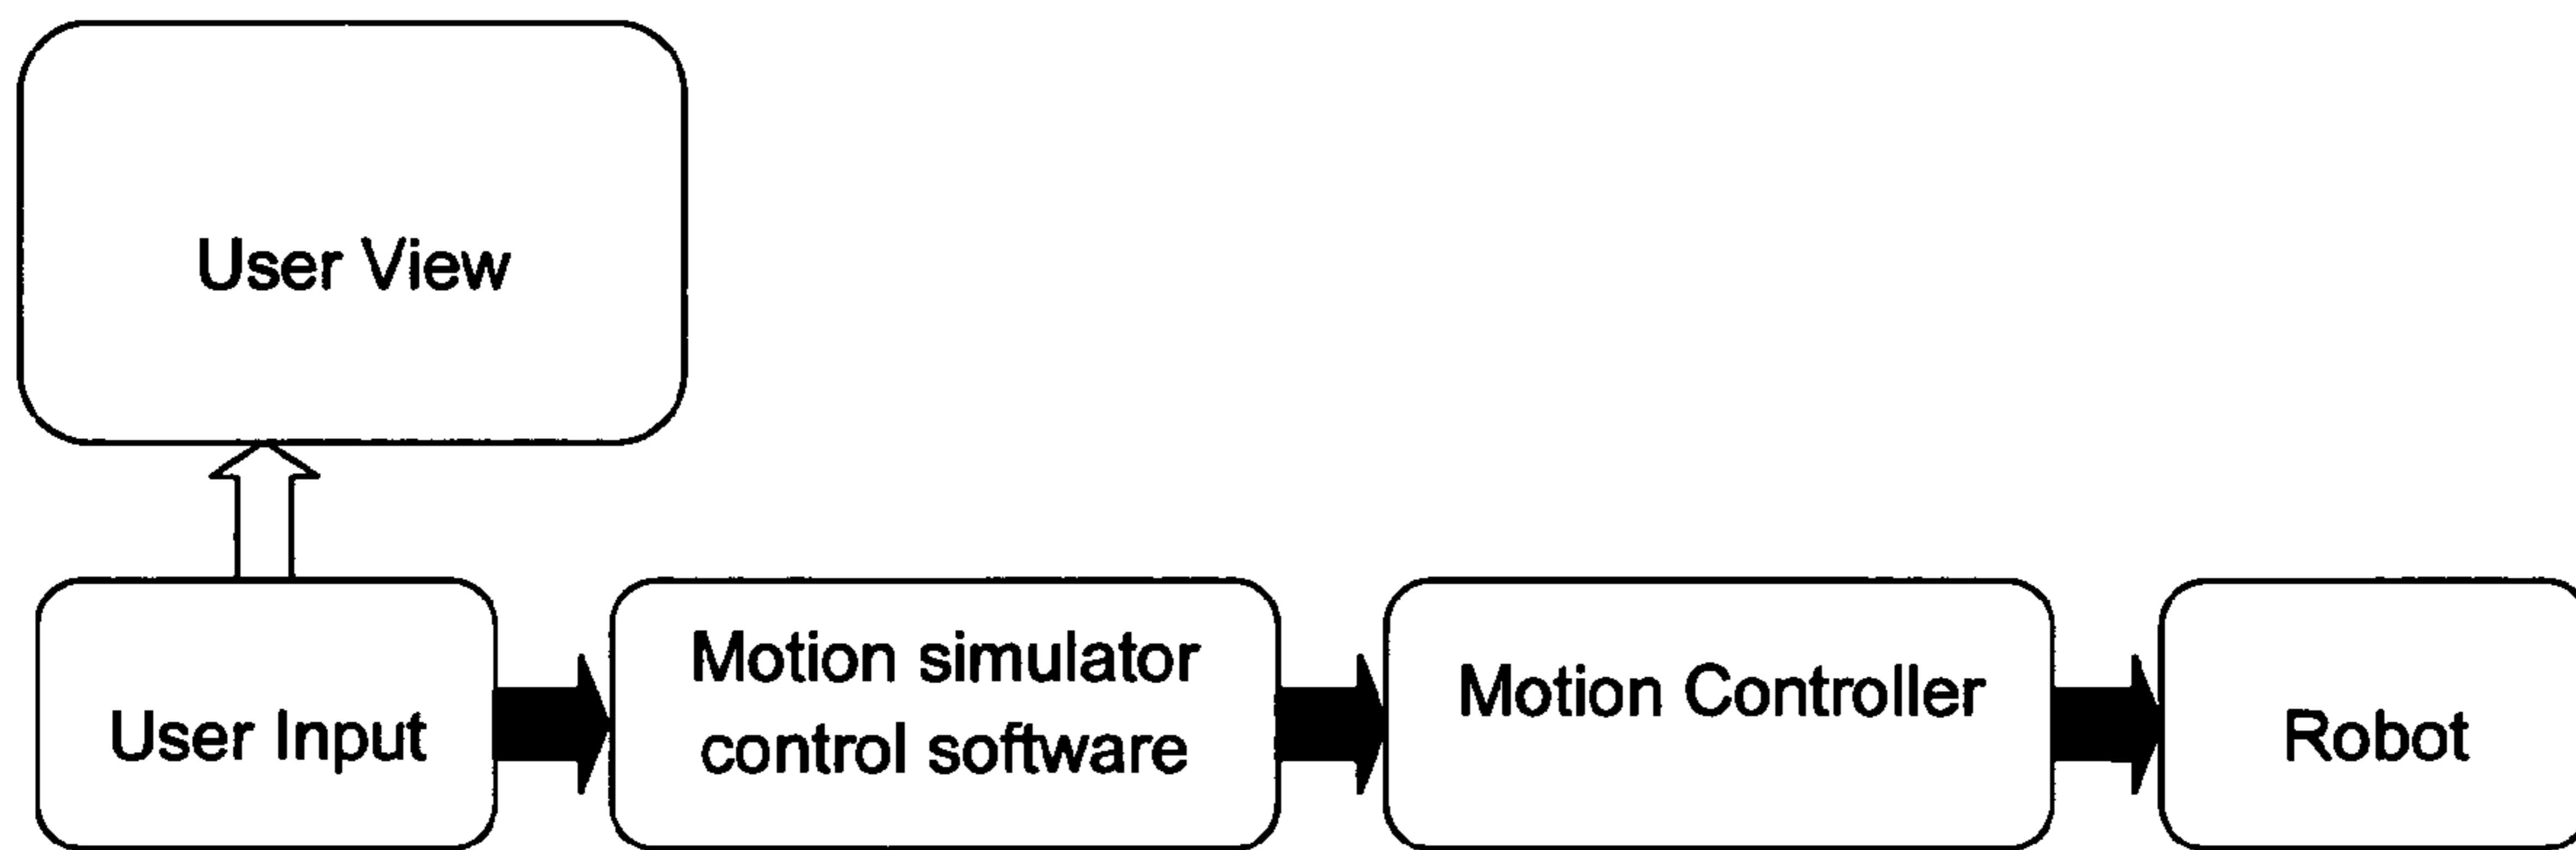 User View
User Input
Motion simulator
control software
Motion Controller
Robot